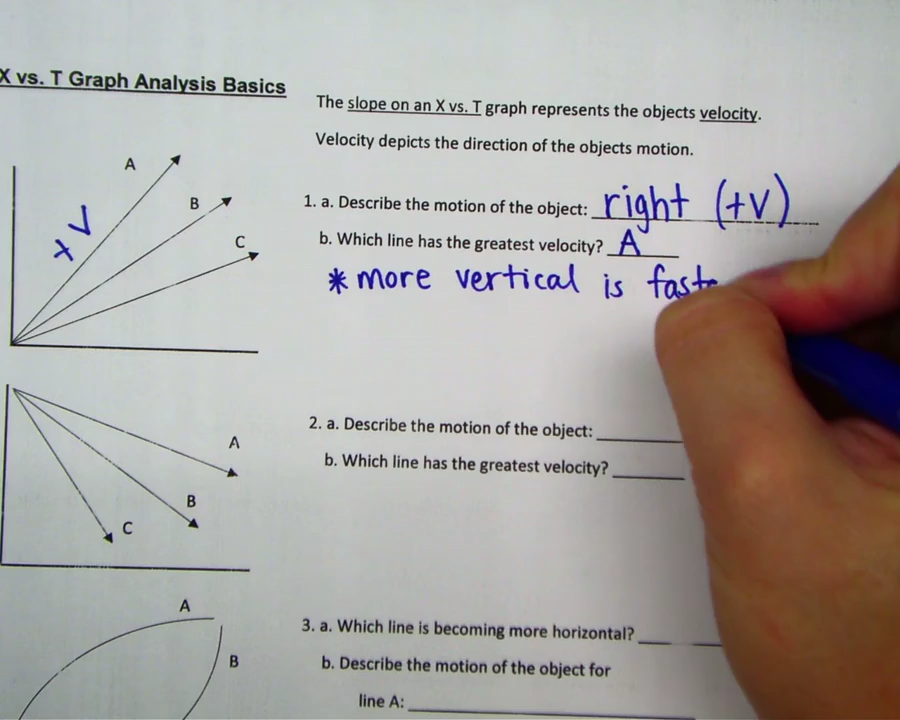 X vs. T Graph Analysis Basics
The slope on an X vs. T graph represents the objects velocity.
Velocity depicts the direction of the objects motion.
A
B
C
+V
1. a. Describe the motion of the object: right (+V)
b. Which line has the greatest velocity? A
* more vertical is fast
A
B
C
2. a. Describe the motion of the object:
b. Which line has the greatest velocity?
A
B
3. a. Which line is becoming more horizontal?
b. Describe the motion of the object for
line A: